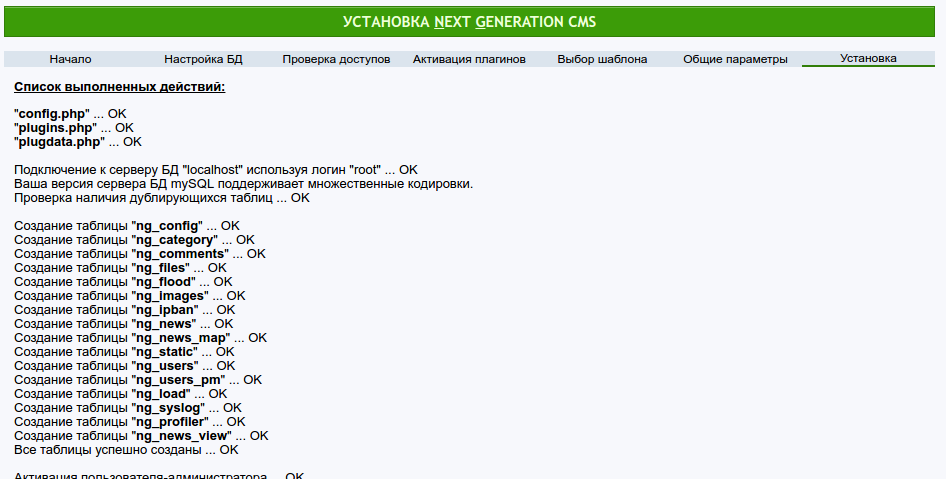 УСТАНОВКА NEXT GENERATION CMS
Начало Настройка БД Проверка доступов Активация плагинов Выбор шаблона Общие параметры Установка
Список выполненных действий:
"config.php" ... OK
"plugins.php" ... OK
"plugdata.php" ... OK
Подключение к серверу БД "localhost" используя логин "root" ... OK
Ваша версия сервера БД mySQL поддерживает множественные кодировки.
Проверка наличия дублирующихся таблиц ... OK
Создание таблицы "ng_config" ... OK
Создание таблицы "ng_category" ... OK
Создание таблицы "ng_comments" ... OK
Создание таблицы "ng_files" ... OK
Создание таблицы "ng_flood" ... OK
Создание таблицы "ng_images" ... OK
Создание таблицы "ng_ipban" ... OK
Создание таблицы "ng_news" ... OK
Создание таблицы "ng_news_map" ... OK
Создание таблицы "ng_static" ... OK
Создание таблицы "ng_users" ... OK
Создание таблицы "ng_users_pm" ... OK
Создание таблицы "ng_load" ... OK
Создание таблицы "ng_syslog" ... OK
Создание таблицы "ng_profiler" ... OK
Создание таблицы "ng_news_view" ... OK
Все таблицы успешно созданы ... OK
Активация пользователя-администратора ... OK